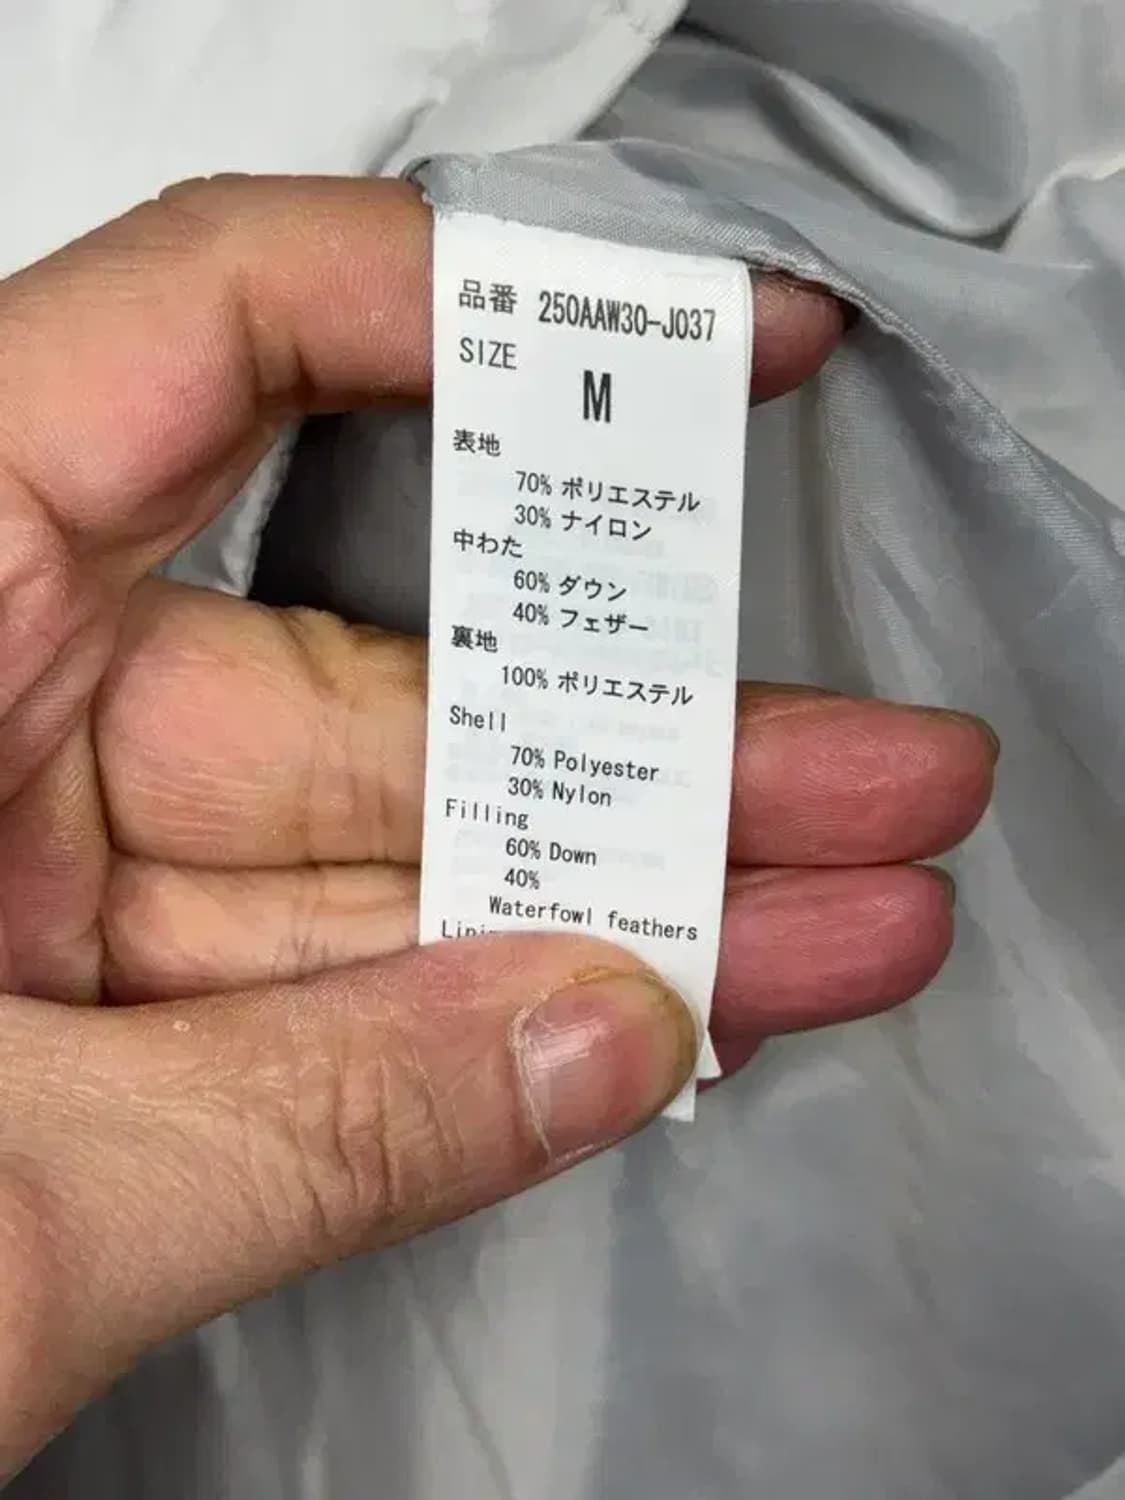 品番 250AAW30-J037
SIZE
M
表地
70% ポリエステル
30% ナイロン
中わた
60% ダウン
40% フェザー
裏地
100% ポリエステル
Shell
70% Polyester
30% Nylon
Filling
60% Down
40%
Waterfowl feathers